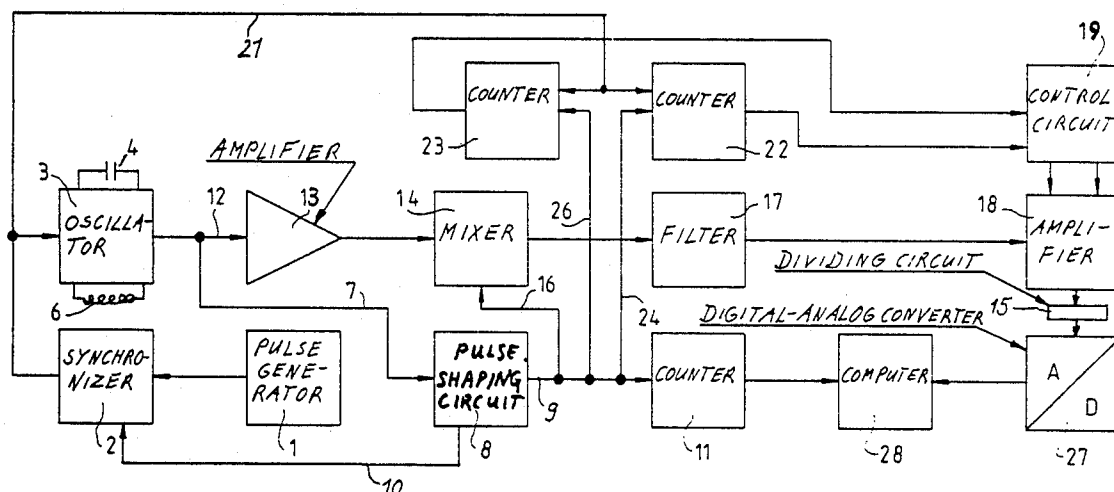 21
19
COUNTER
COUNTER
CONTROL
CIRCUIT
4
3
AMPLIFIER
23
22
12
13
14
17
18
OSCILLA-
TOR
MIXER
26
FILTER
AMPLI-
FIER
DIVIDING CIRCUIT
6
7
16
24
15
DIGITAL-ANALOG CONVERTER
SYNCHRO-
NIZER
PULSE
GENE-
RATOR
PULSE
SHAPING
CIRCUIT
9
COUNTER
COMPUTER
A
D
2
1
8
11
28
27
10